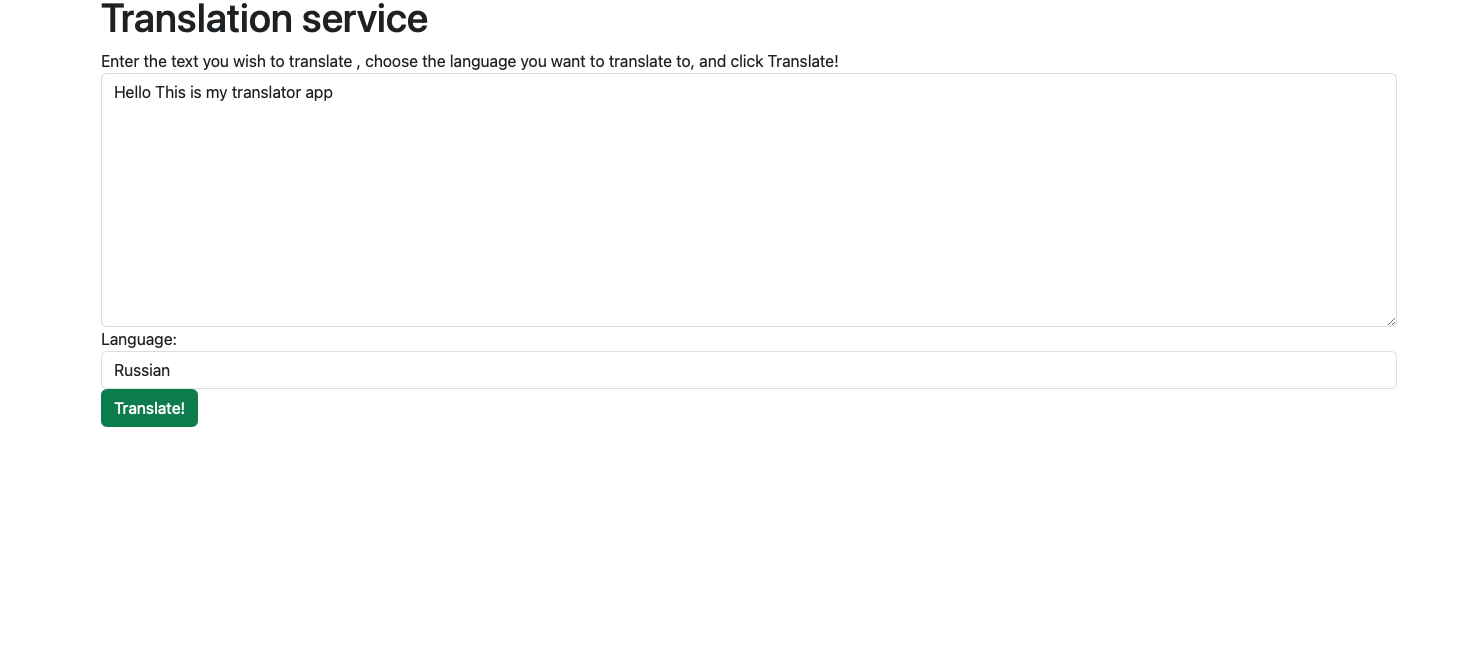 Translation service
Enter the text you wish to translate , choose the language you want to translate to, and click Translate!
Hello This is my translator app
Language:
Russian
Translate!